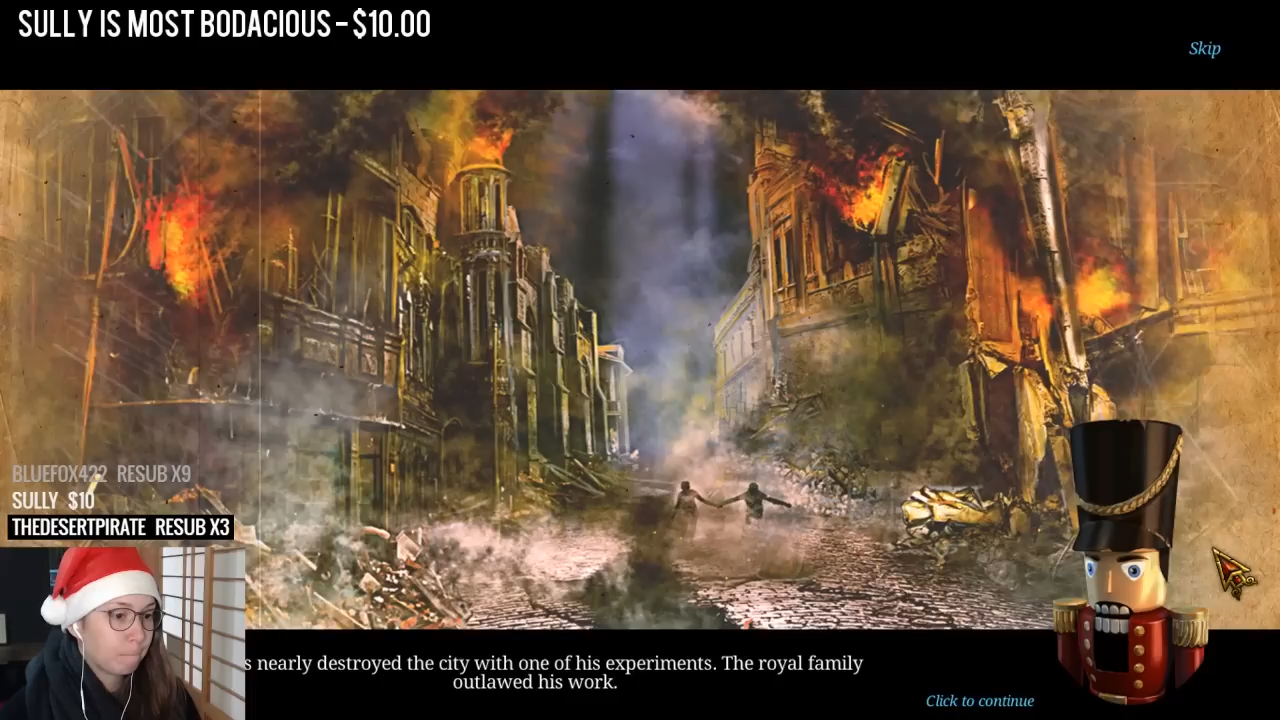 SULLY IS MOST BODACIOUS - $10.00
Skip
BLUEFOX422 RESUB X9
SULLY $10
THEDESERTPIRATE RESUB X3
s nearly destroyed the city with one of his experiments. The royal family
outlawed his work.
Click to continue